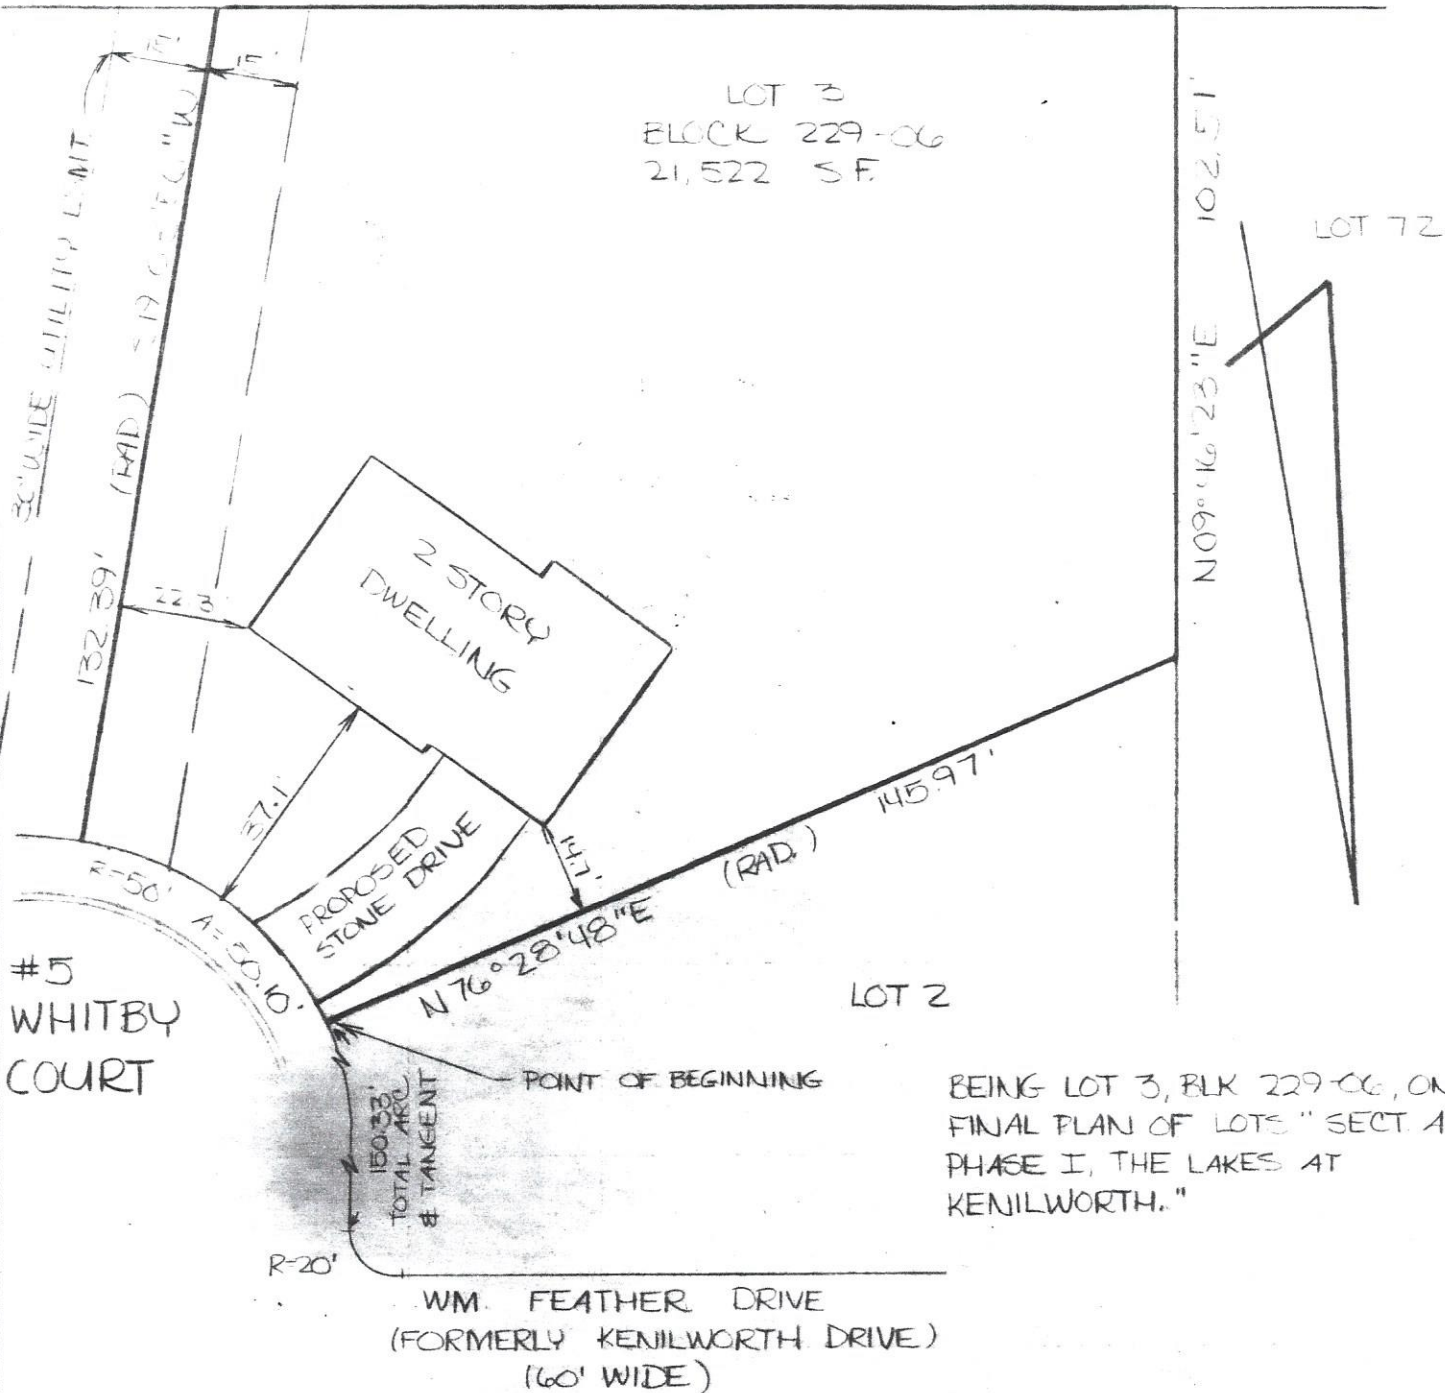 15'
LOT 3
BLOCK 229-06
21,522 S.F.
102.51'
LOT 72
N09°46'23"E
WIDE UTILITY
(RAD.)
132.39'
22.3
2 STORY
DWELLING
37.1'
PROPOSED
STONE DRIVE
14.7'
145.97'
(RAD.)
N 76°28'48"E
R=50'
#5
WHITBY
COURT
LOT 2
POINT OF BEGINNING
150.33'
TOTAL ARC
& TANGENT
BEING LOT 3, BLK 229-06, ON
FINAL PLAN OF LOTS "SECT. A
PHASE I, THE LAKES AT
KENILWORTH."
R=20'
WM. FEATHER DRIVE
(FORMERLY KENILWORTH DRIVE)
(60' WIDE)